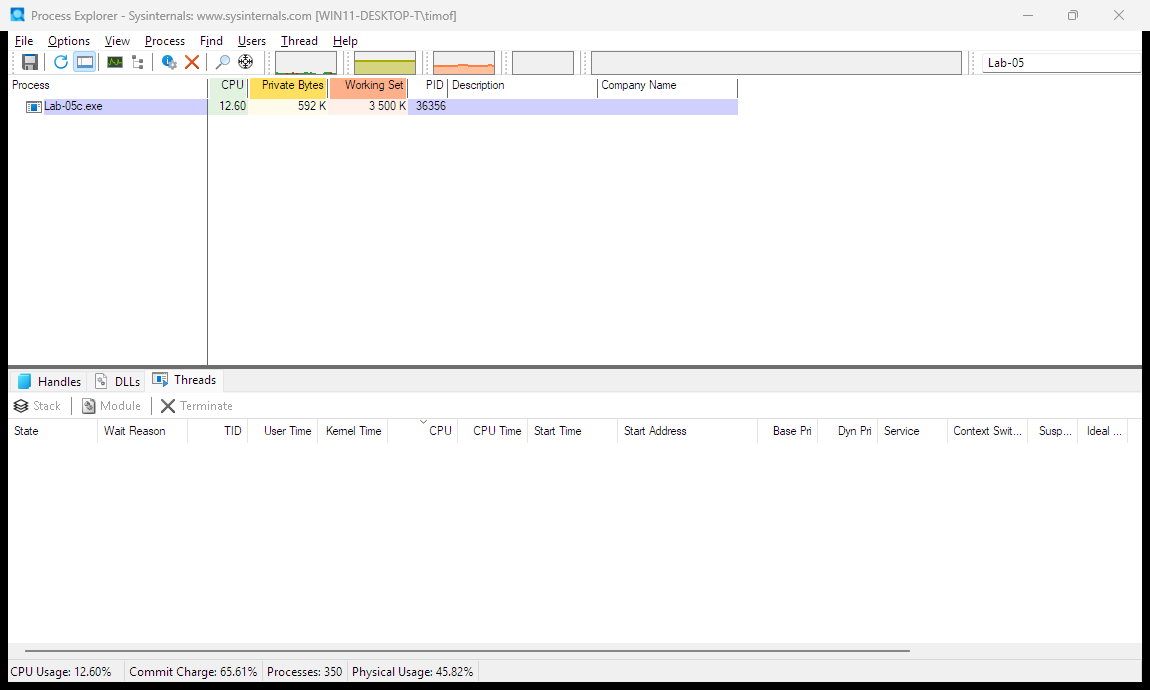 Process Explorer - Sysinternals: www.sysinternals.com [WIN11-DESKTOP-T\timof]
File Options View Process Find Users Thread Help
Lab-05
Process CPU Private Bytes Working Set PID Description Company Name
Lab-05c.exe 12.60 592 K 3 500 K 36356
Handles DLLs Threads
Stack Module Terminate
State Wait Reason TID User Time Kernel Time CPU CPU Time Start Time Start Address Base Pri Dyn Pri Service Context Swit... Susp... Ideal ...
CPU Usage: 12.60% Commit Charge: 65.61% Processes: 350 Physical Usage: 45.82%